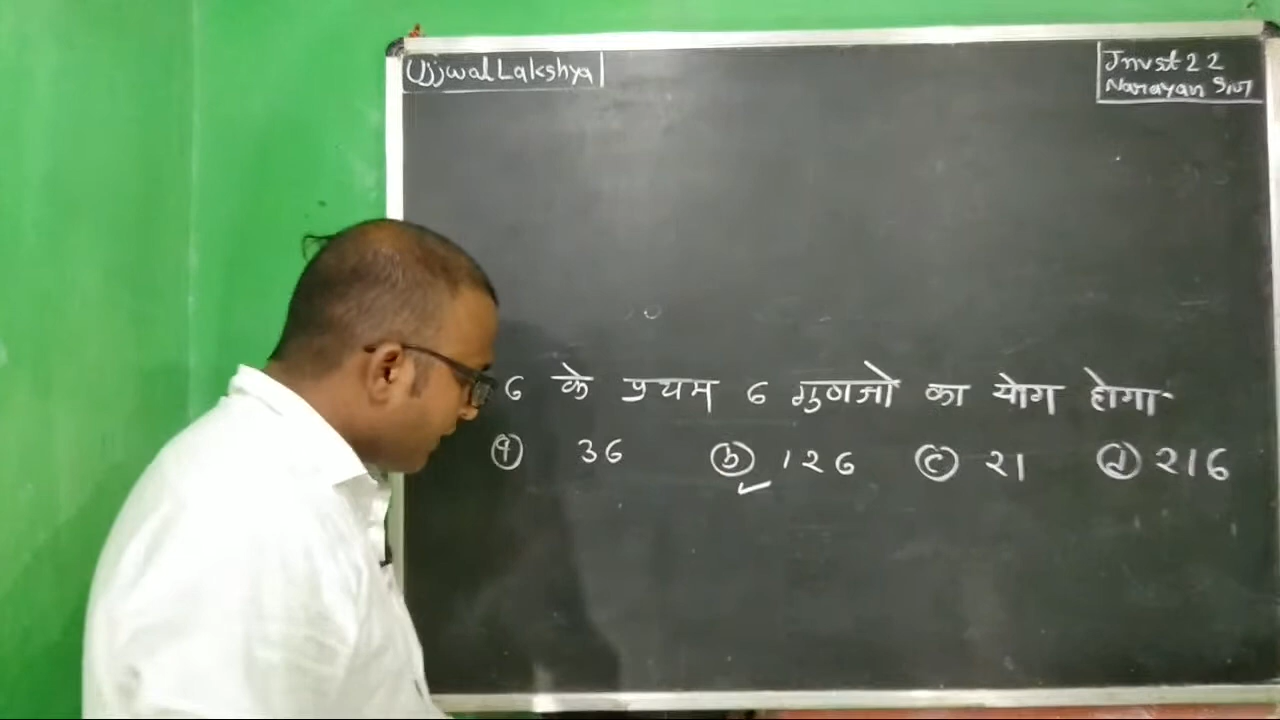 Ujjwal Lakshya
Jnvst 22
Narayan Sir
6 के प्रथम 6 गुणजो का योग होगा-
(a) 36 (b) 126 (c) 21 (d) 216